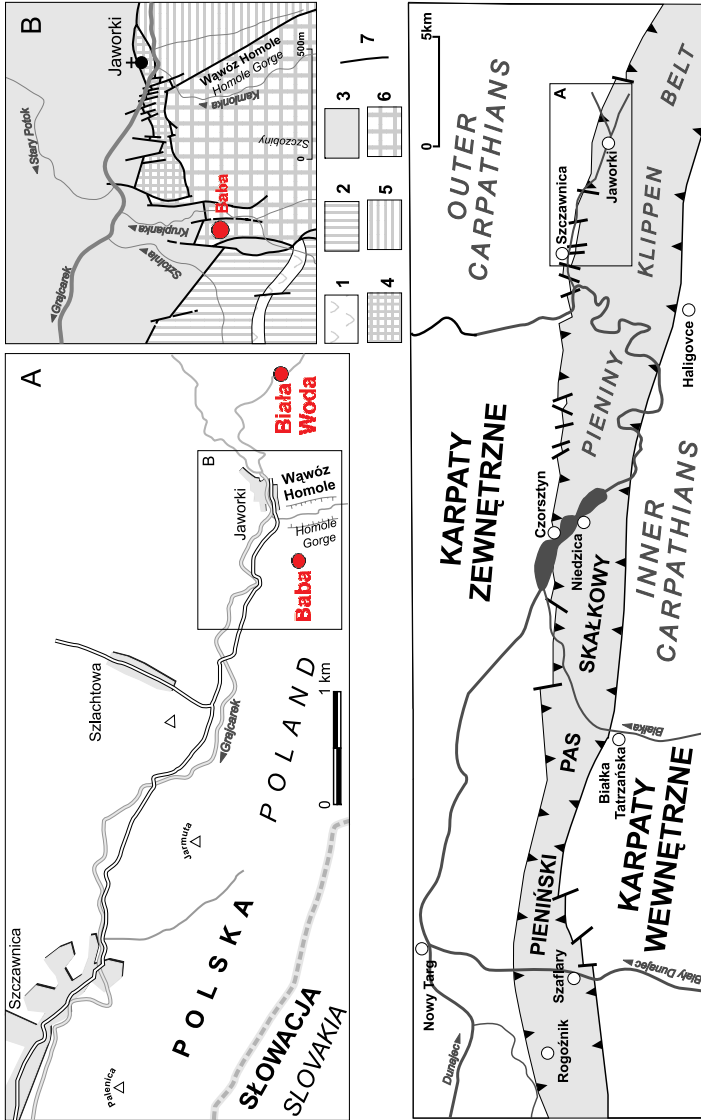 A
Szczawnica
Palenica
Jarmuta
Szlachtowa
Grajcarek
POLSKA
POLAND
SŁOWACJA
SLOVAKIA
0
1 km
B
Jaworki
Wąwóz
Homole
Homole
Gorge
Baba
Biała
Woda
B
Stary Potok
Grajcarek
Sztolnia
Krupianka
Baba
Jaworki
Wąwóz Homole
Homole Gorge
Kamionka
Szczobiny
0
500m
1
2
3
4
5
6
7
OUTER
CARPATHIANS
0
5km
KARPATY
ZEWNĘTRZNE
Nowy Targ
Dunajec
Rogoźnik
Szaflary
Biały Dunajec
PIENIŃSKI
PAS
SKAŁKOWY
PIENINY
KLIPPEN
BELT
Czorsztyn
Niedzica
Szczawnica
A
Jaworki
Haligovce
Białka
Białka
Tatrzańska
KARPATY
WEWNĘTRZNE
INNER
CARPATHIANS